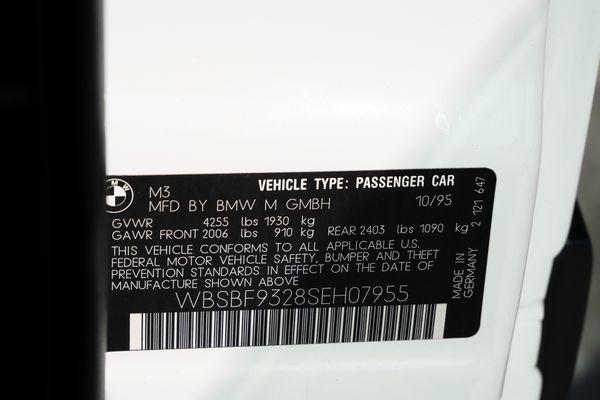 BMW
M3 VEHICLE TYPE: PASSENGER CAR
MFD BY BMW M GMBH 10/95
GVWR 4255 lbs 1930 kg
GAWR FRONT 2006 lbs 910 kg REAR 2403 lbs 1090 kg
THIS VEHICLE CONFORMS TO ALL APPLICABLE U.S.
FEDERAL MOTOR VEHICLE SAFETY, BUMPER AND THEFT
PREVENTION STANDARDS IN EFFECT ON THE DATE OF
MANUFACTURE SHOWN ABOVE
WBSBF9328SEH07955
MADE IN
GERMANY 2 121 647